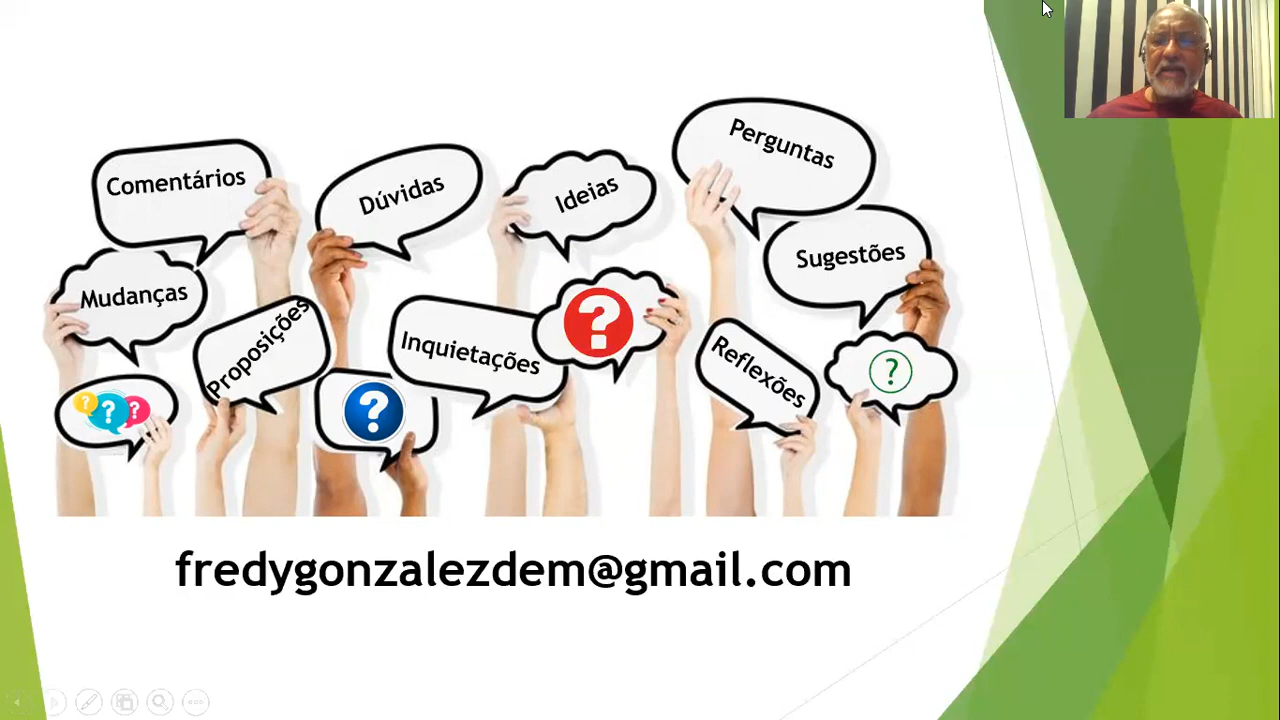 Comentários
Dúvidas
Ideias
Perguntas
Sugestões
Mudanças
Proposições
Inquietações
?
Reflexões
?
? ? ?
?
fredygonzalezdem@gmail.com